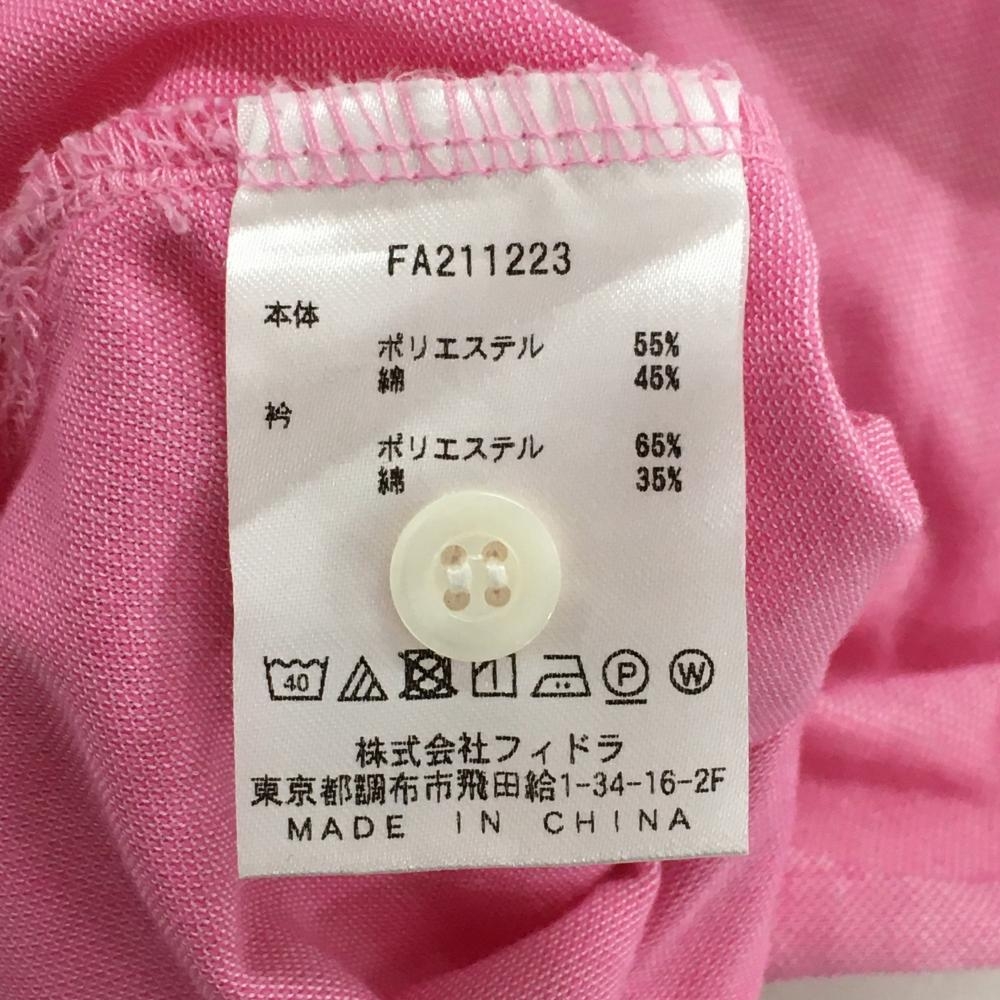 FA211223
本体
ポリエステル 55%
綿 45%
衿
ポリエステル 65%
綿 35%
40 P W
株式会社フィドラ
東京都調布市飛田給1-34-16-2F
MADE IN CHINA